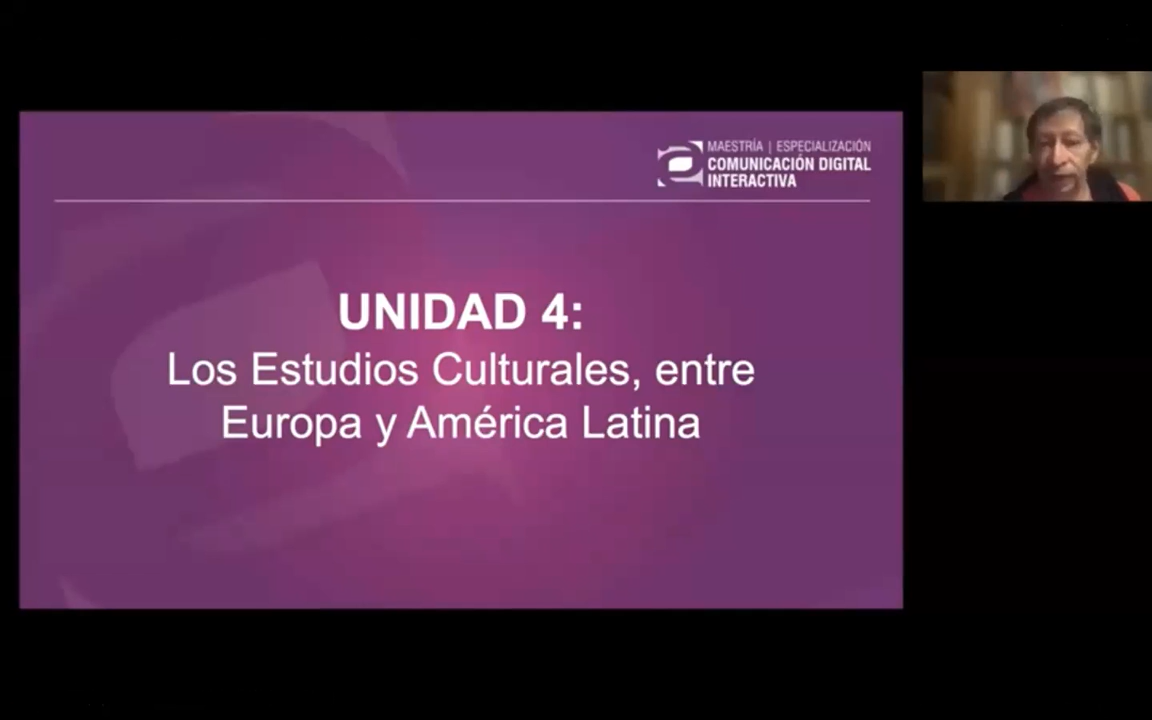 MAESTRÍA | ESPECIALIZACIÓN
COMUNICACIÓN DIGITAL
INTERACTIVA
UNIDAD 4:
Los Estudios Culturales, entre
Europa y América Latina